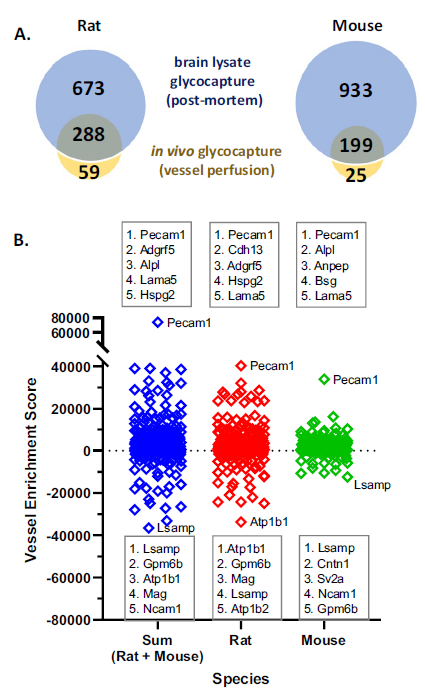 A.
Rat
Mouse
brain lysate
glycocapture
(post-mortem)
673
288
59
933
199
25
in vivo glycocapture
(vessel perfusion)
B.
1. Pecam1
2. Adgrf5
3. Alpl
4. Lama5
5. Hspg2
1. Pecam1
2. Cdh13
3. Adgrf5
4. Hspg2
5. Lama5
1. Pecam1
2. Alpl
3. Anpep
4. Bsg
5. Lama5
Vessel Enrichment Score
80000
60000
40000
20000
0
-20000
-40000
-60000
-80000
Pecam1
Pecam1
Pecam1
Lsamp
Atp1b1
Lsamp
1. Lsamp
2. Gpm6b
3. Atp1b1
4. Mag
5. Ncam1
1.Atp1b1
2. Gpm6b
3. Mag
4. Lsamp
5. Atp1b2
1. Lsamp
2. Cntn1
3. Sv2a
4. Ncam1
5. Gpm6b
Sum
(Rat + Mouse)
Rat
Mouse
Species